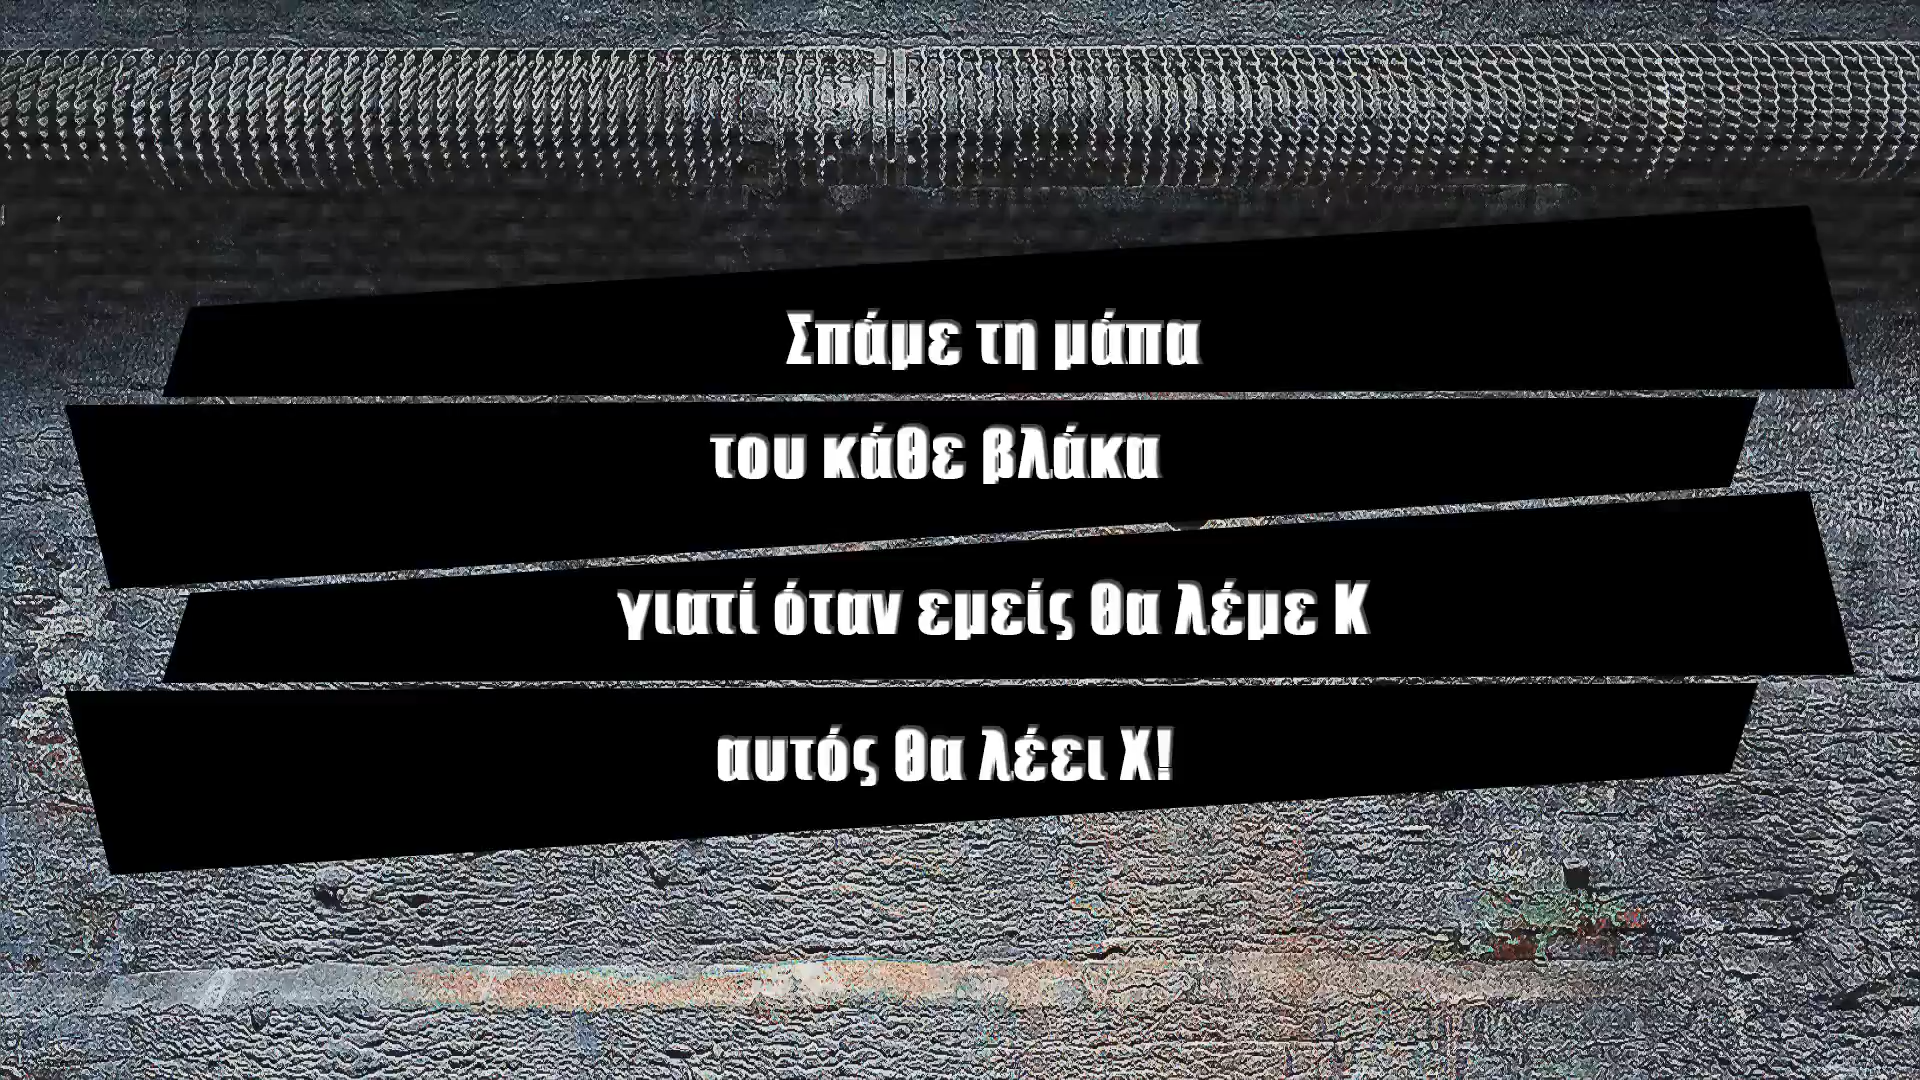 Σπάμε τη μάπα
του κάθε βλάκα
γιατί όταν εμείς θα λέμε Κ
αυτός θα λέει Χ!